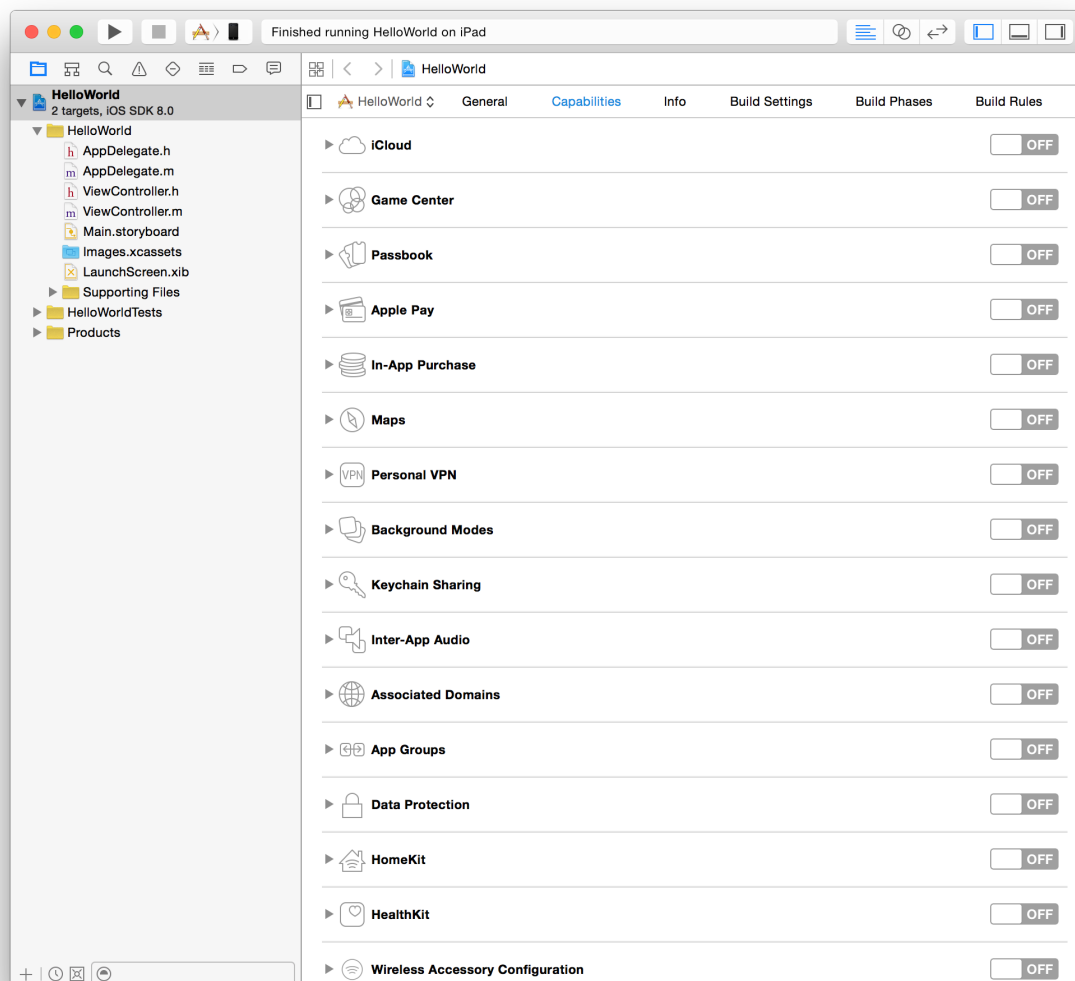 Finished running HelloWorld on iPad
HelloWorld
HelloWorld
2 targets, iOS SDK 8.0
HelloWorld
h AppDelegate.h
m AppDelegate.m
h ViewController.h
m ViewController.m
Main.storyboard
Images.xcassets
LaunchScreen.xib
Supporting Files
HelloWorldTests
Products
HelloWorld General Capabilities Info Build Settings Build Phases Build Rules
iCloud OFF
Game Center OFF
Passbook OFF
Apple Pay OFF
In-App Purchase OFF
Maps OFF
VPN Personal VPN OFF
Background Modes OFF
Keychain Sharing OFF
Inter-App Audio OFF
Associated Domains OFF
App Groups OFF
Data Protection OFF
HomeKit OFF
HealthKit OFF
Wireless Accessory Configuration OFF